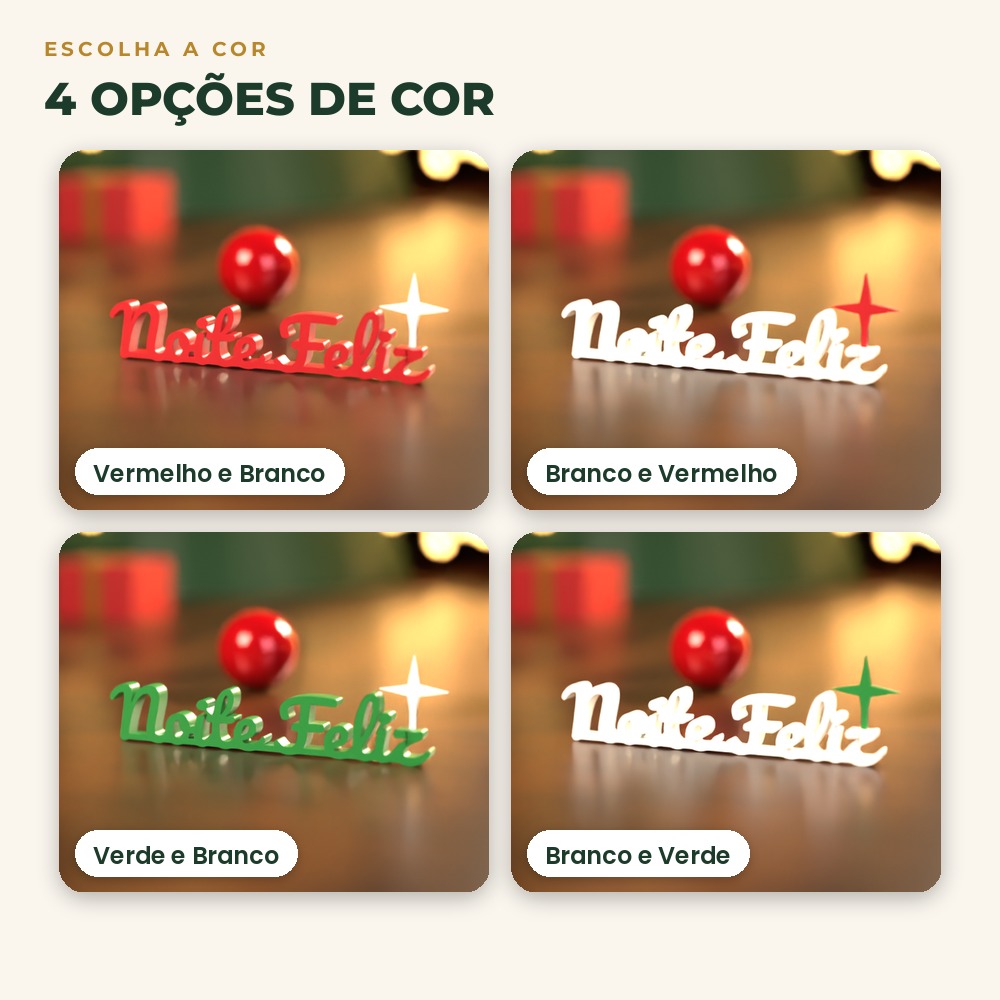 ESCOLHA A COR
4 OPÇÕES DE COR
Noite Feliz
Noite Feliz
Vermelho e Branco
Branco e Vermelho
Noite Feliz
Noite Feliz
Verde e Branco
Branco e Verde